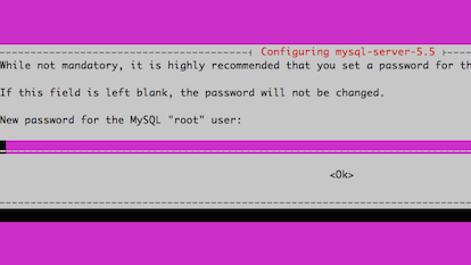 Configuring mysql-server-5.5
While not mandatory, it is highly recommended that you set a password for th
If this field is left blank, the password will not be changed.
New password for the MySQL "root" user:
<Ok>